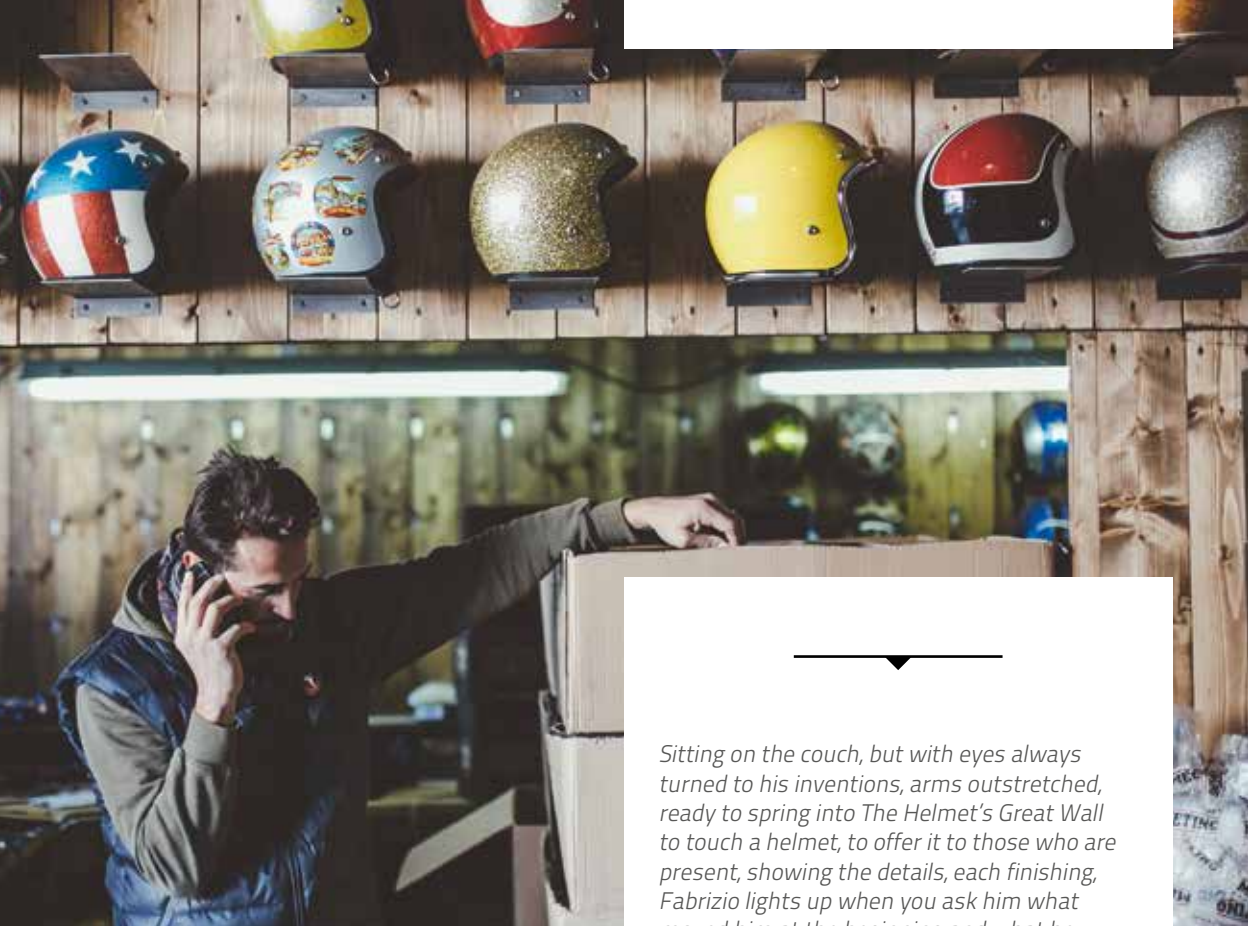 Sitting on the couch, but with eyes always
turned to his inventions, arms outstretched,
ready to spring into The Helmet's Great Wall
to touch a helmet, to offer it to those who are
present, showing the details, each finishing,
Fabrizio lights up when you ask him what